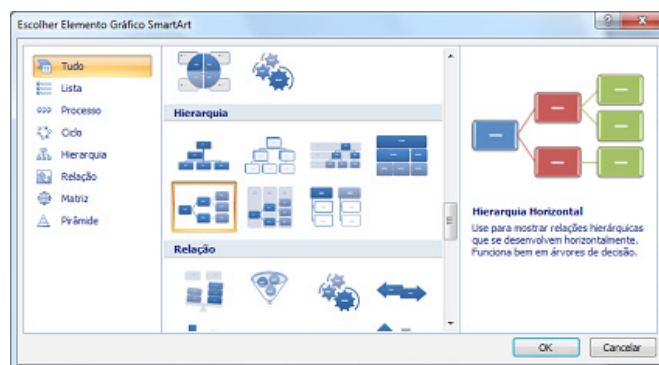 Escolher Elemento Gráfico SmartArt
Tudo
Lista
Processo
Ciclo
Hierarquia
Relação
Matriz
Pirâmide
Hierarquia
Relação
Hierarquia Horizontal
Use para mostrar relações hierárquicas
que se desenvolvem horizontalmente.
Funciona bem em árvores de decisão.
OK
Cancelar